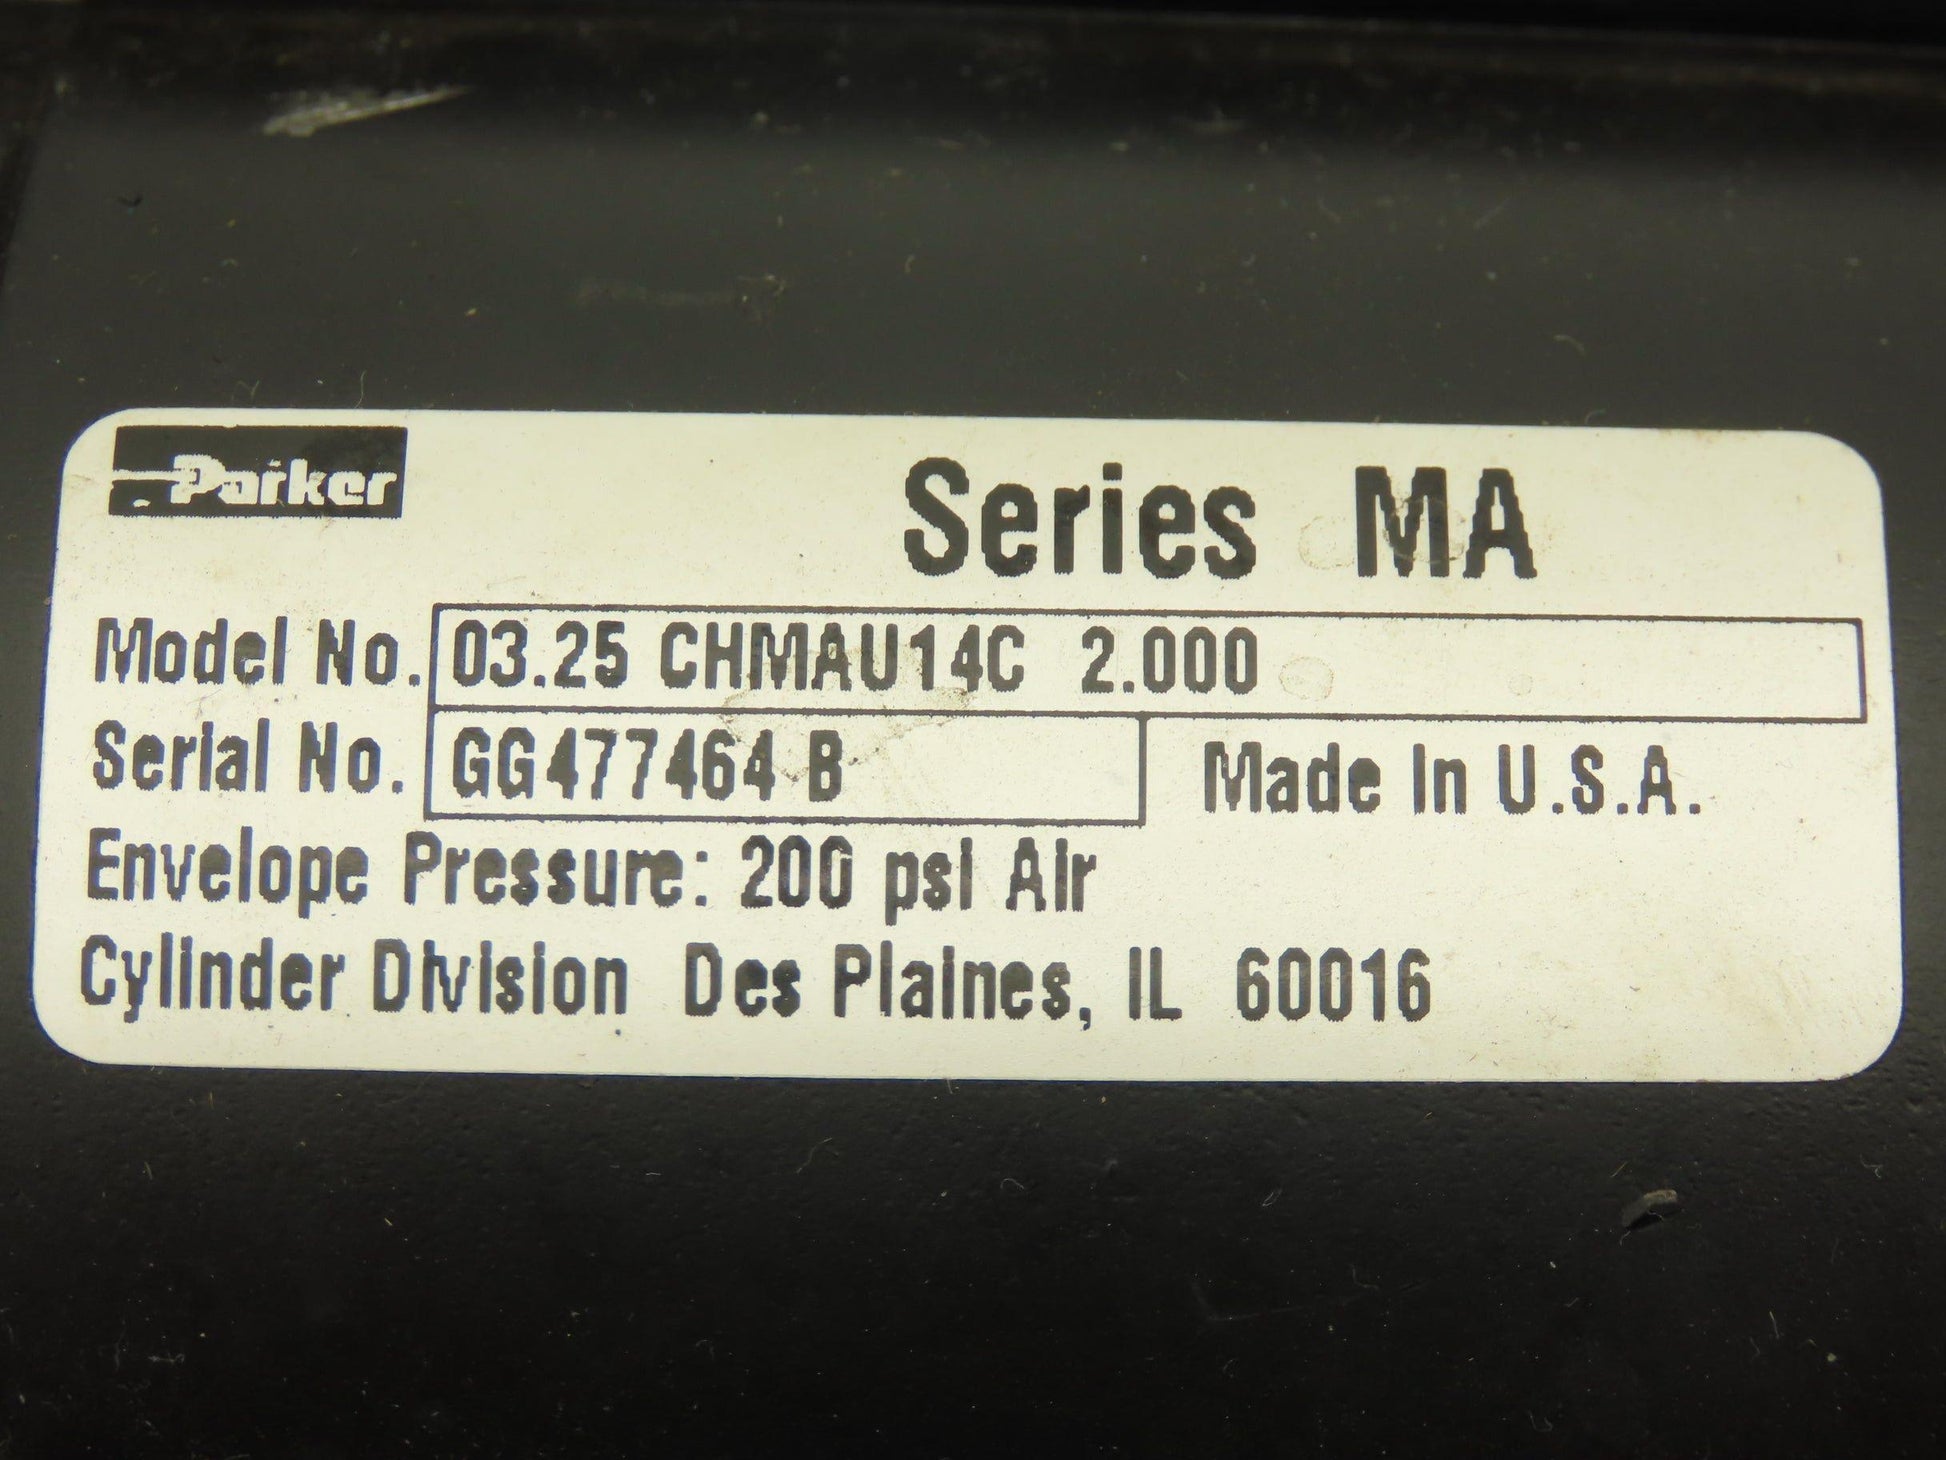 Parker
Series MA
Model No. 03.25 CHMAU14C 2.000
Serial No. GG477464 B
Made In U.S.A.
Envelope Pressure: 200 psi Air
Cylinder Division Des Plaines, IL 60016